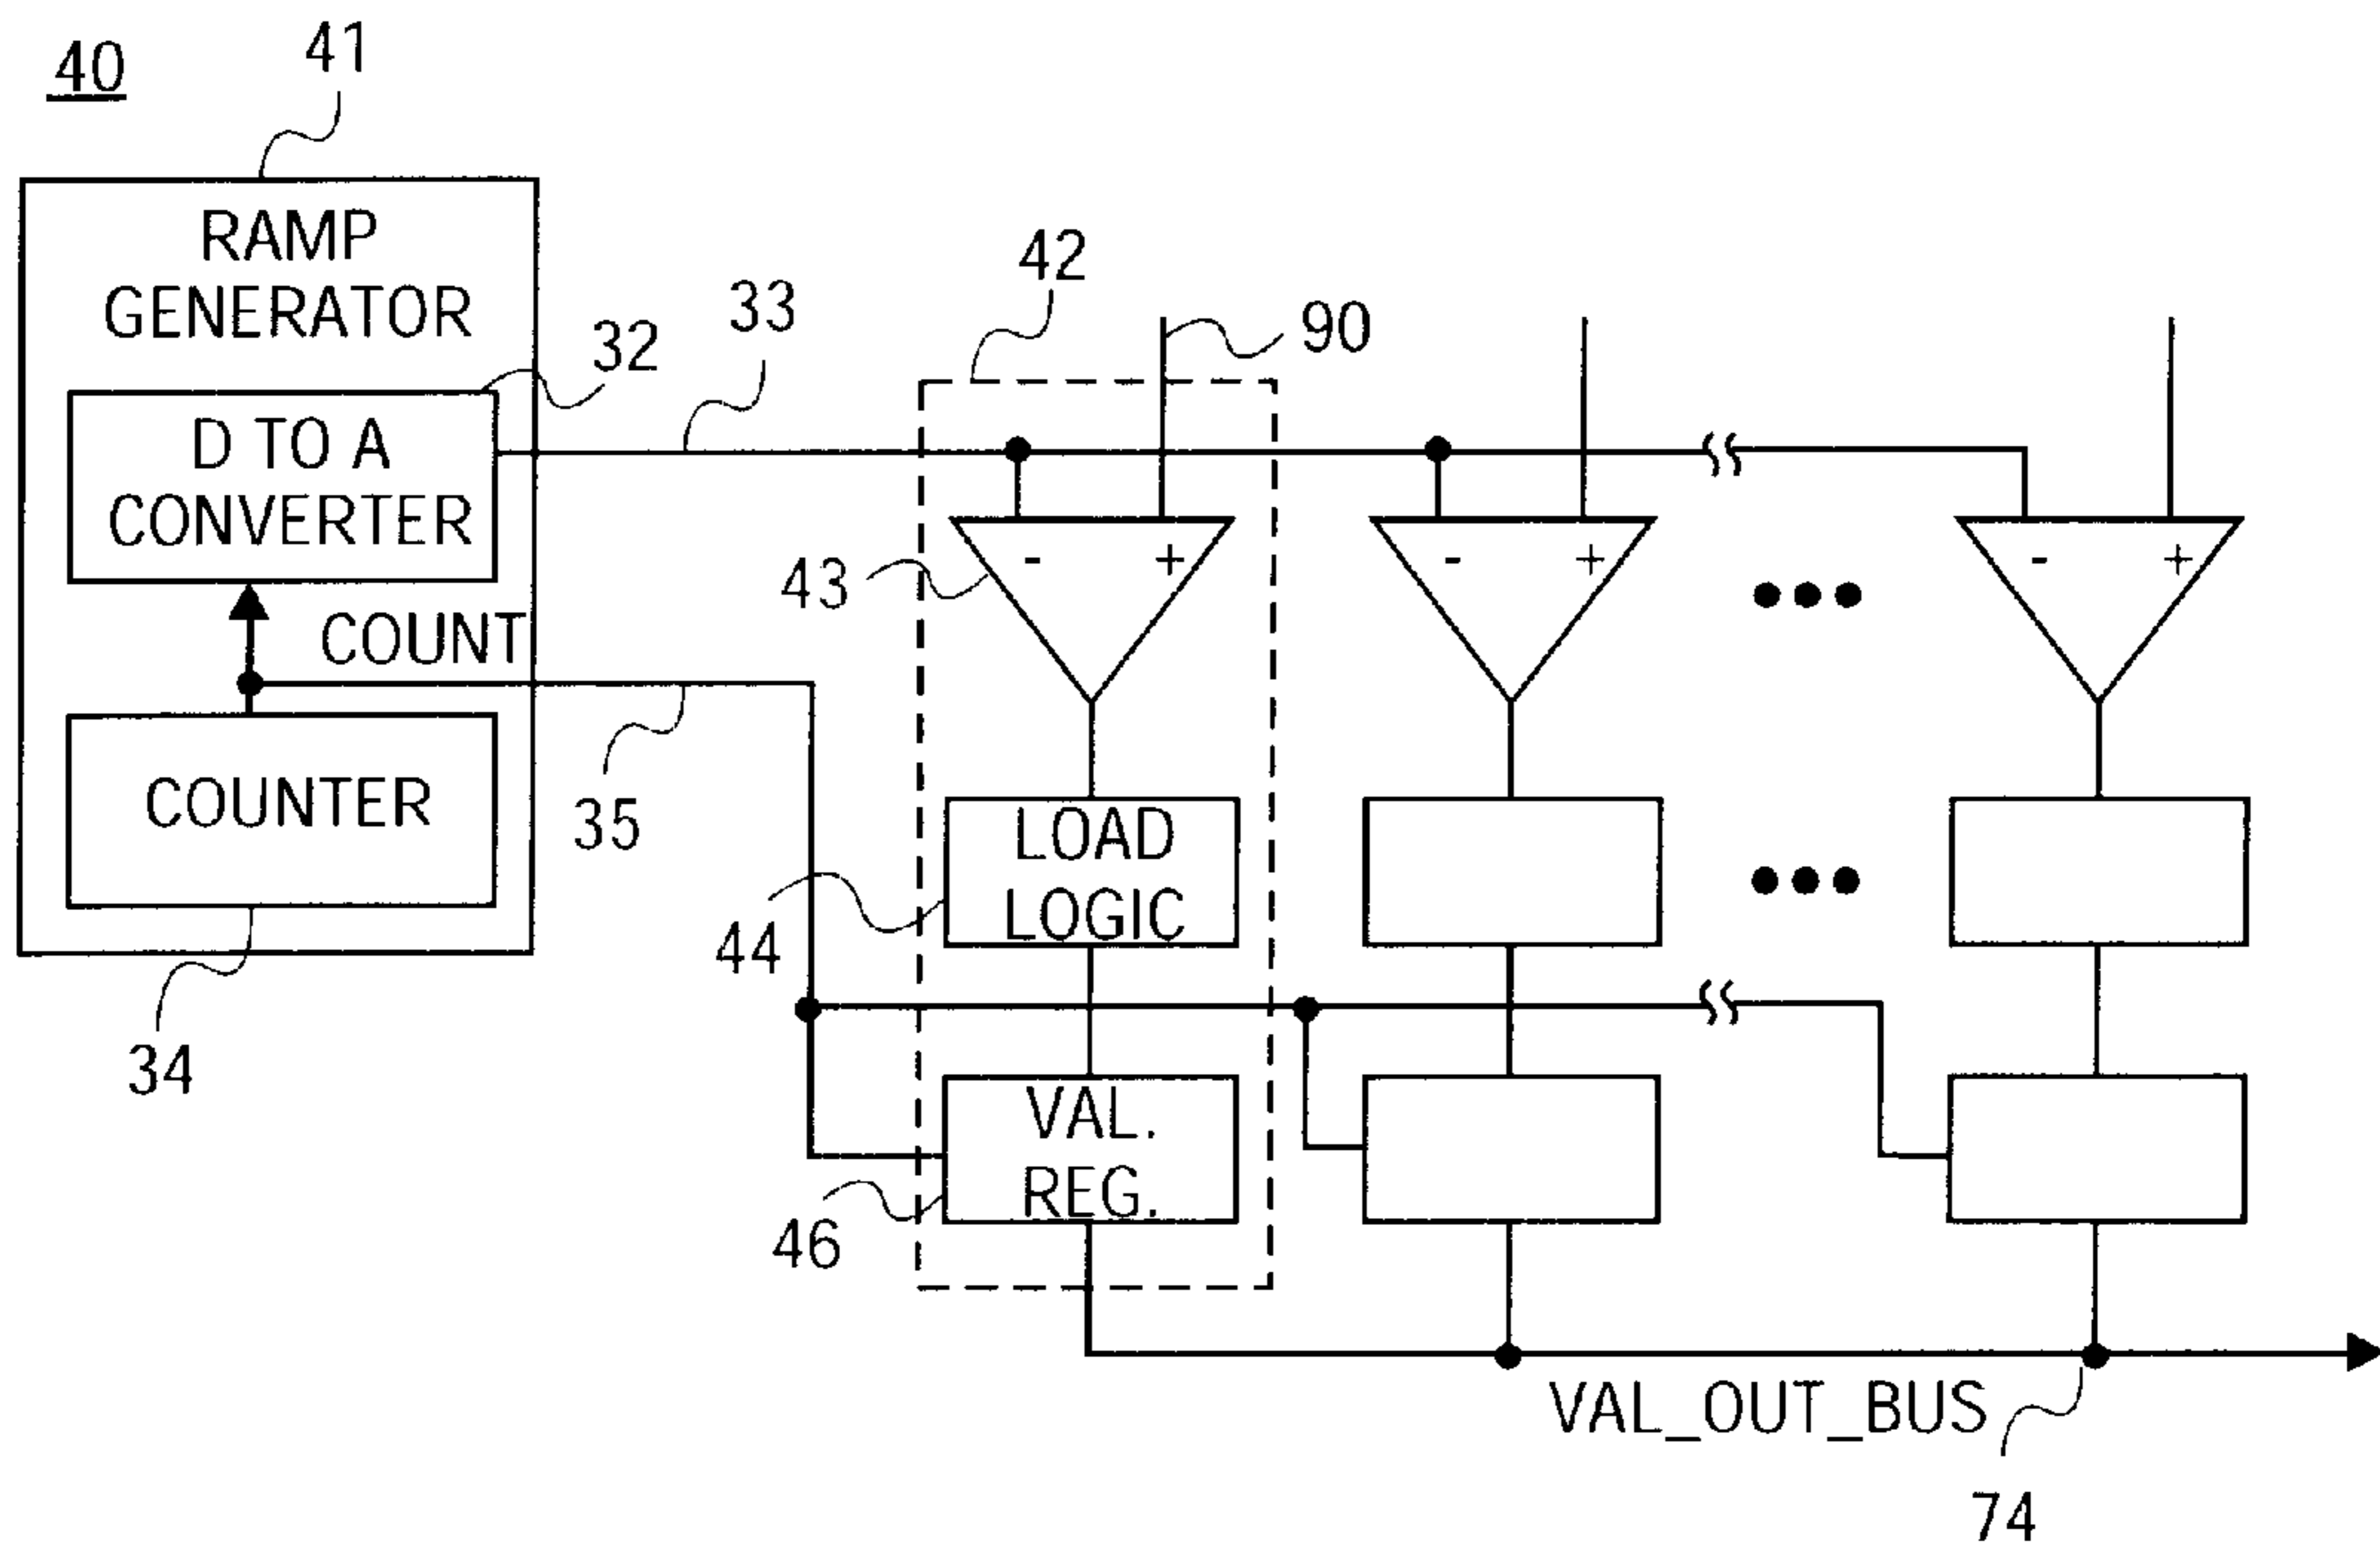 40
41
RAMP
GENERATOR
32
33
42
90
D TO A
CONVERTER
43
- +
- +
- +
COUNT
COUNTER
35
LOAD
LOGIC
44
34
VAL.
REG.
46
VAL_OUT_BUS
74